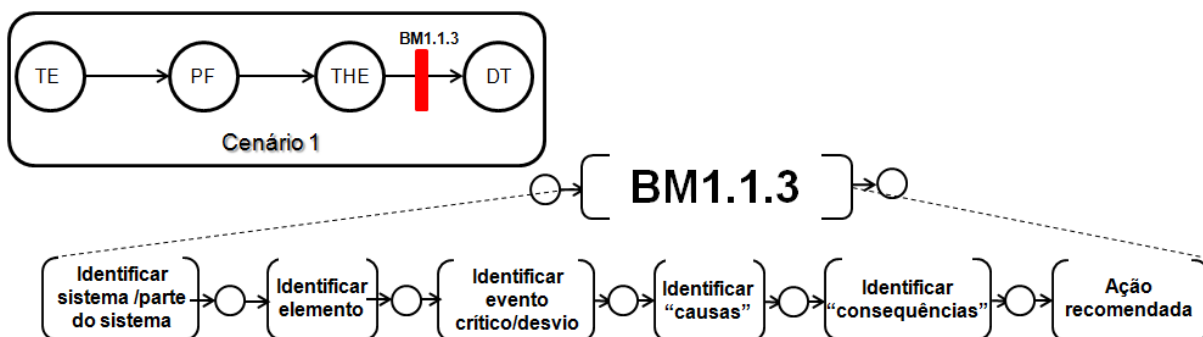 BM1.1.3
TE
PF
THE
DT
Cenário 1
BM1.1.3
Identificar
sistema /parte
do sistema
Identificar
elemento
Identificar
evento
crítico/desvio
Identificar
“causas”
Identificar
“consequências”
Ação
recomendada